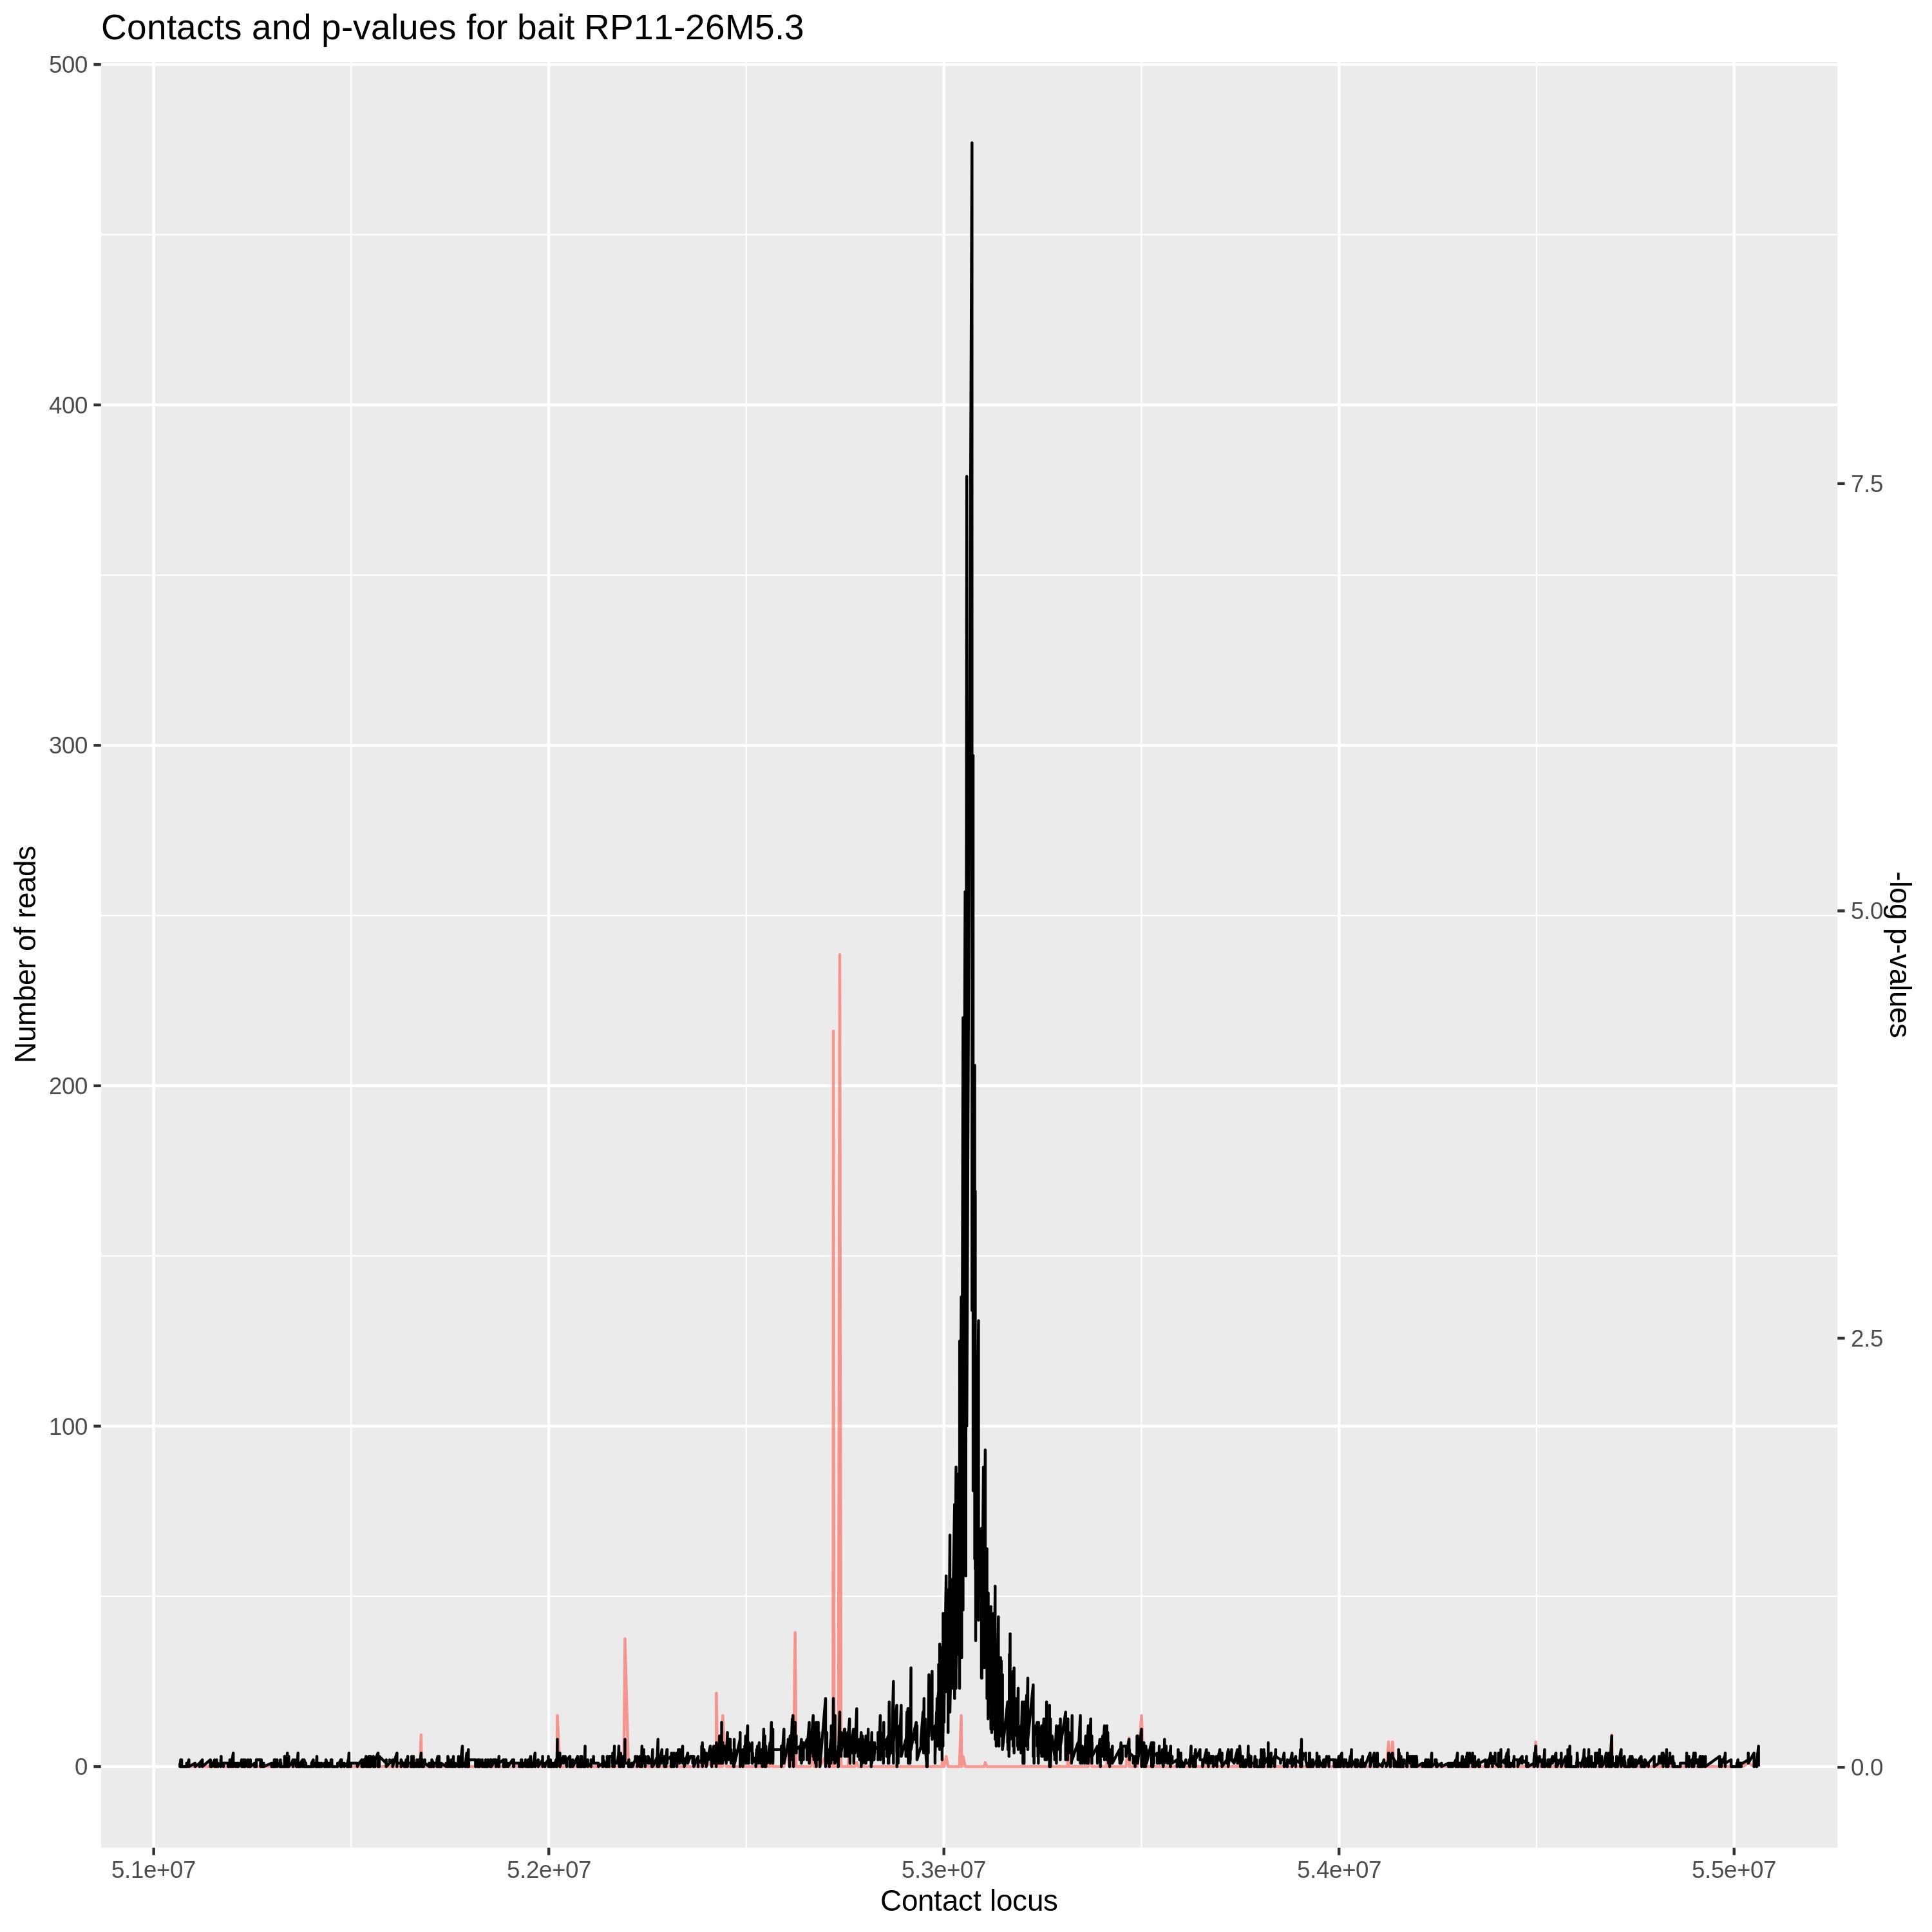 Contacts and p-values for bait RP11-26M5.3
500
400
300
200
100
0
Number of reads
7.5
5.0
2.5
0.0
-log p-values
5.1e+07 5.2e+07 5.3e+07 5.4e+07 5.5e+07
Contact locus